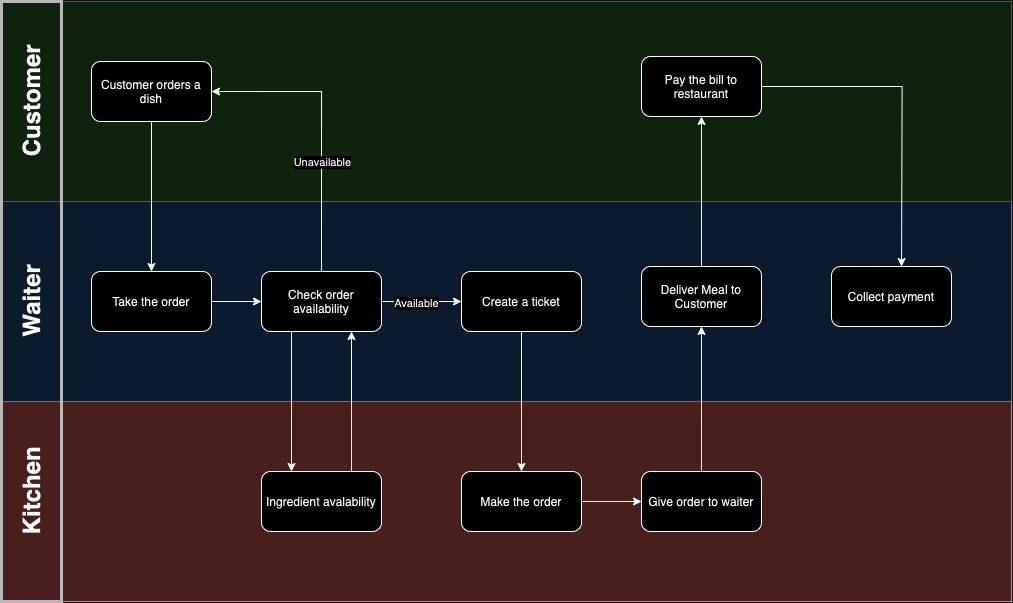 Customer
Customer orders a
dish
Pay the bill to
restaurant
Unavailable
Waiter
Take the order
Check order
availability
Available
Create a ticket
Deliver Meal to
Customer
Collect payment
Kitchen
Ingredient avalability
Make the order
Give order to waiter